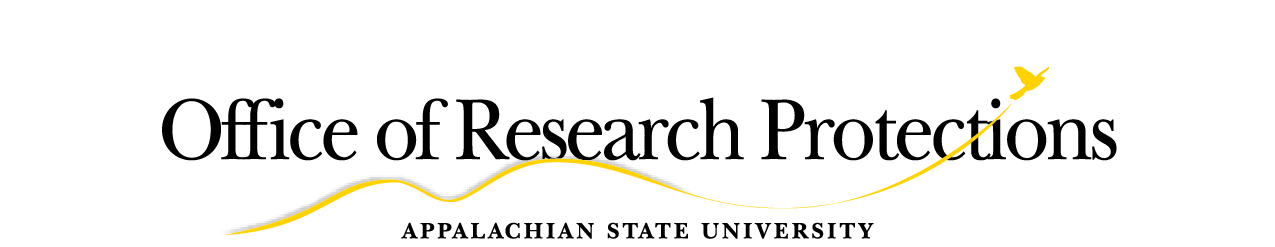 Office of Research Protections
APPALACHIAN STATE UNIVERSITY